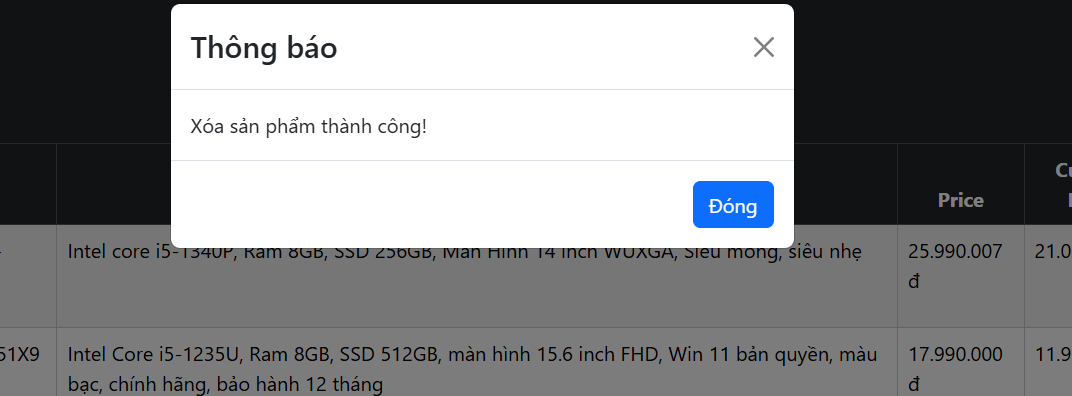 Thông báo
Xóa sản phẩm thành công!
Đóng
Price
Intel core i5-1340P, Ram 8GB, SSD 256GB, Màn Hình 14 inch WUXGA, Siêu mỏng, siêu nhẹ
25.990.007
đ
21.0
51X9
Intel Core i5-1235U, Ram 8GB, SSD 512GB, màn hình 15.6 inch FHD, Win 11 bản quyền, màu
bạc, chính hãng, bảo hành 12 tháng
17.990.000
đ
11.9